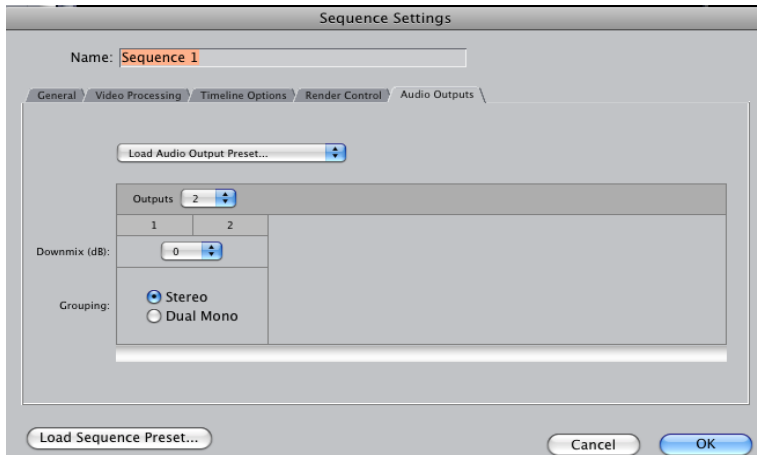 Sequence Settings
Name: Sequence 1
General Video Processing Timeline Options Render Control Audio Outputs
Load Audio Output Preset...
Outputs 2
1 2
Downmix (dB): 0
Grouping:
Stereo
Dual Mono
Load Sequence Preset... Cancel OK